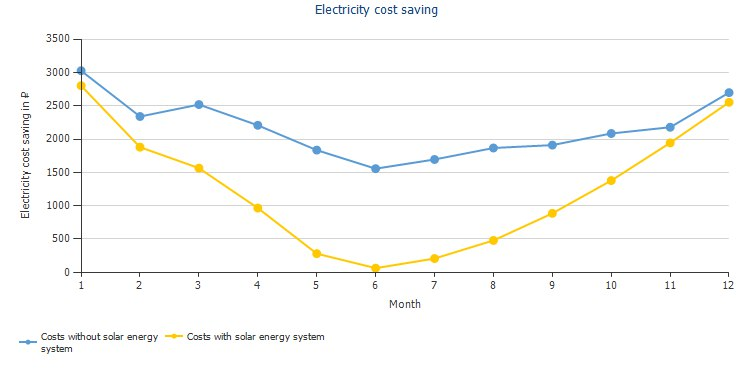 Electricity cost saving
Electricity cost saving in ₽
3500
3000
2500
2000
1500
1000
500
0
1 2 3 4 5 6 7 8 9 10 11 12
Month
Costs without solar energy system
Costs with solar energy system